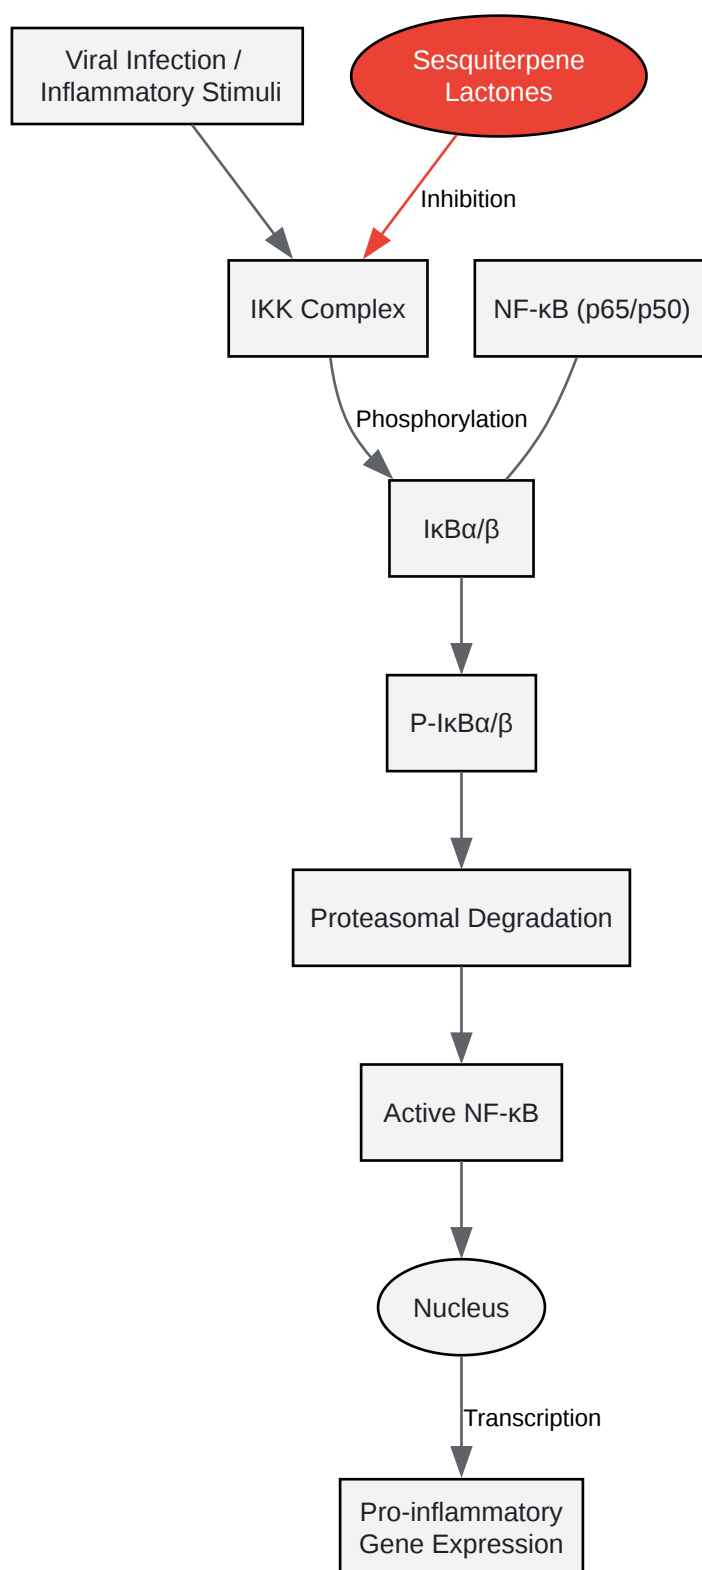 Viral Infection /
Inflammatory Stimuli
Sesquiterpene
Lactones
Inhibition
IKK Complex
NF-κB (p65/p50)
Phosphorylation
IκBα/β
P-IκBα/β
Proteasomal Degradation
Active NF-κB
Nucleus
Transcription
Pro-inflammatory
Gene Expression